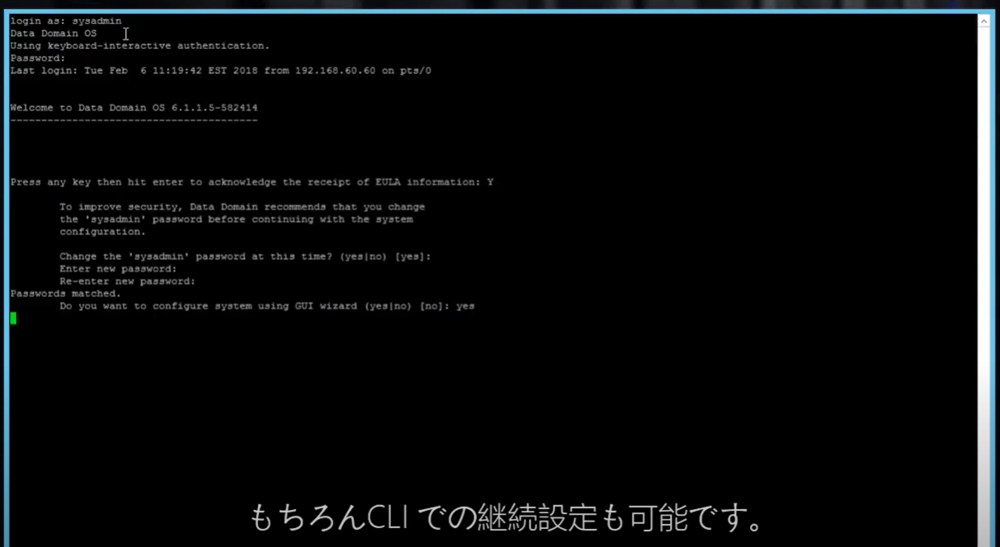 login as: sysadmin
Data Domain OS
Using keyboard-interactive authentication.
Password:
Last login: Tue Feb  6 11:19:42 EST 2018 from 192.168.60.60 on pts/0
Welcome to Data Domain OS 6.1.1.5-582414
----------------------------------------
Press any key then hit enter to acknowledge the receipt of EULA information: Y
To improve security, Data Domain recommends that you change
the 'sysadmin' password before continuing with the system
configuration.
Change the 'sysadmin' password at this time? (yes|no) [yes]:
Enter new password:
Re-enter new password:
Passwords matched.
Do you want to configure system using GUI wizard (yes|no) [no]: yes
もちろんCLI での継続設定も可能です。